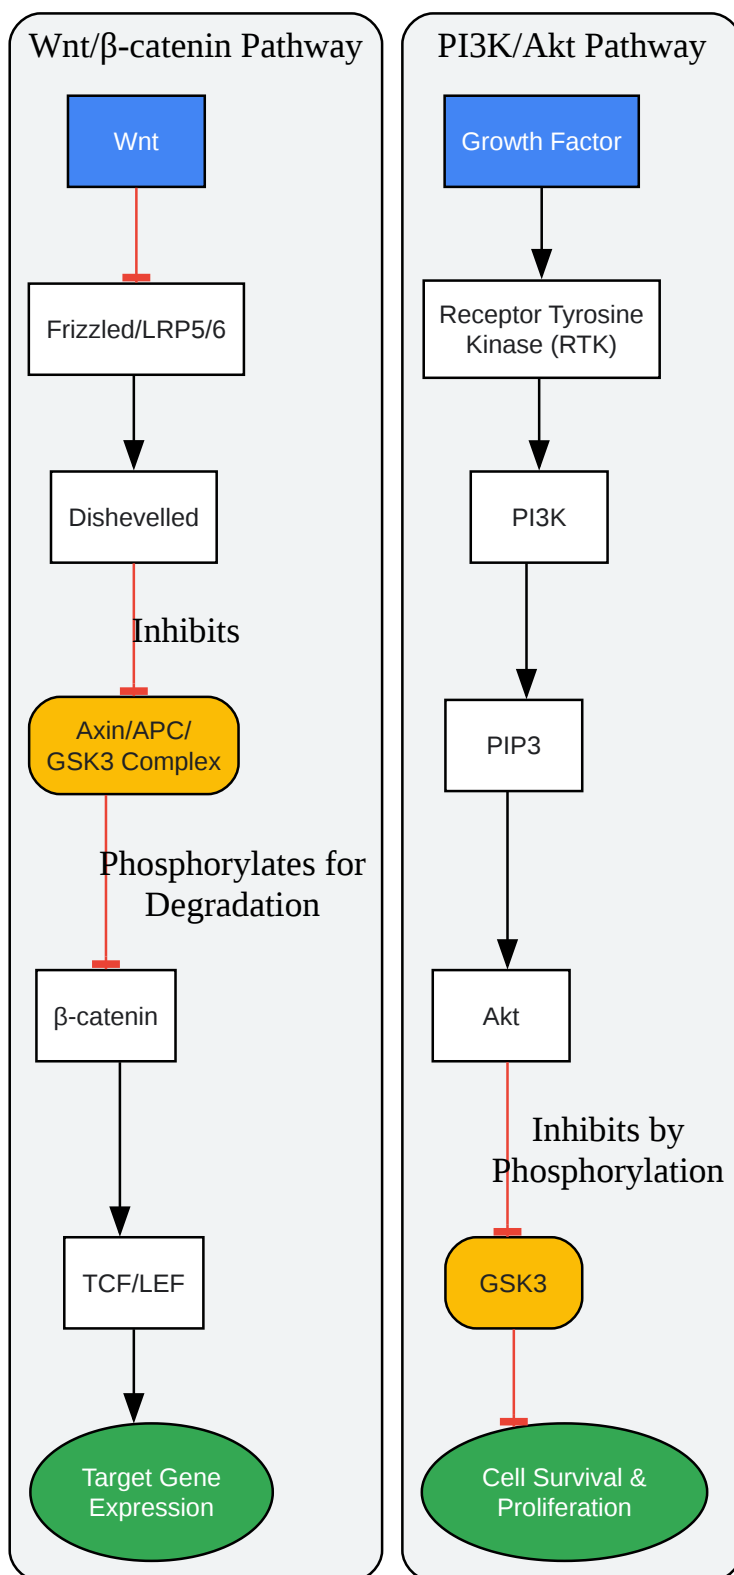 Wnt/β-catenin Pathway
Wnt
Frizzled/LRP5/6
Dishevelled
Inhibits
Axin/APC/
GSK3 Complex
Phosphorylates for
Degradation
β-catenin
TCF/LEF
Target Gene
Expression
PI3K/Akt Pathway
Growth Factor
Receptor Tyrosine
Kinase (RTK)
PI3K
PIP3
Akt
Inhibits by
Phosphorylation
GSK3
Cell Survival &
Proliferation